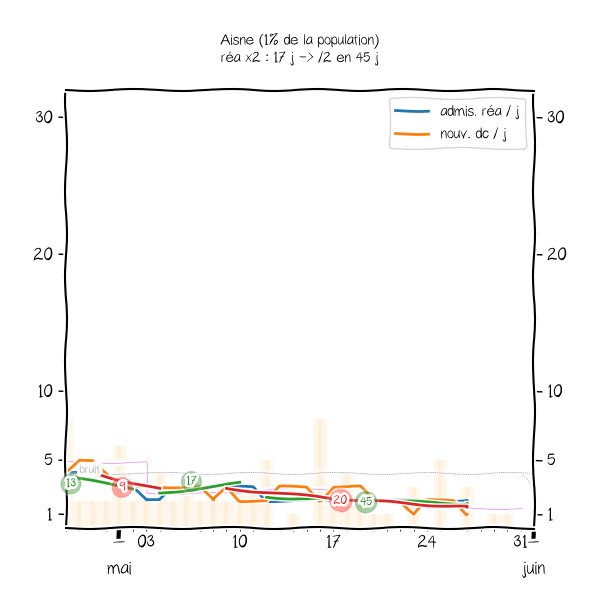 Aisne (1% de la population)
réa x2 : 17 j -> /2 en 45 j
admis. réa / j
nouv. dc / j
30 30
20 20
10 10
5 5
1 1
bruit
13 9 17 20 45
03 10 17 24 31
mai juin